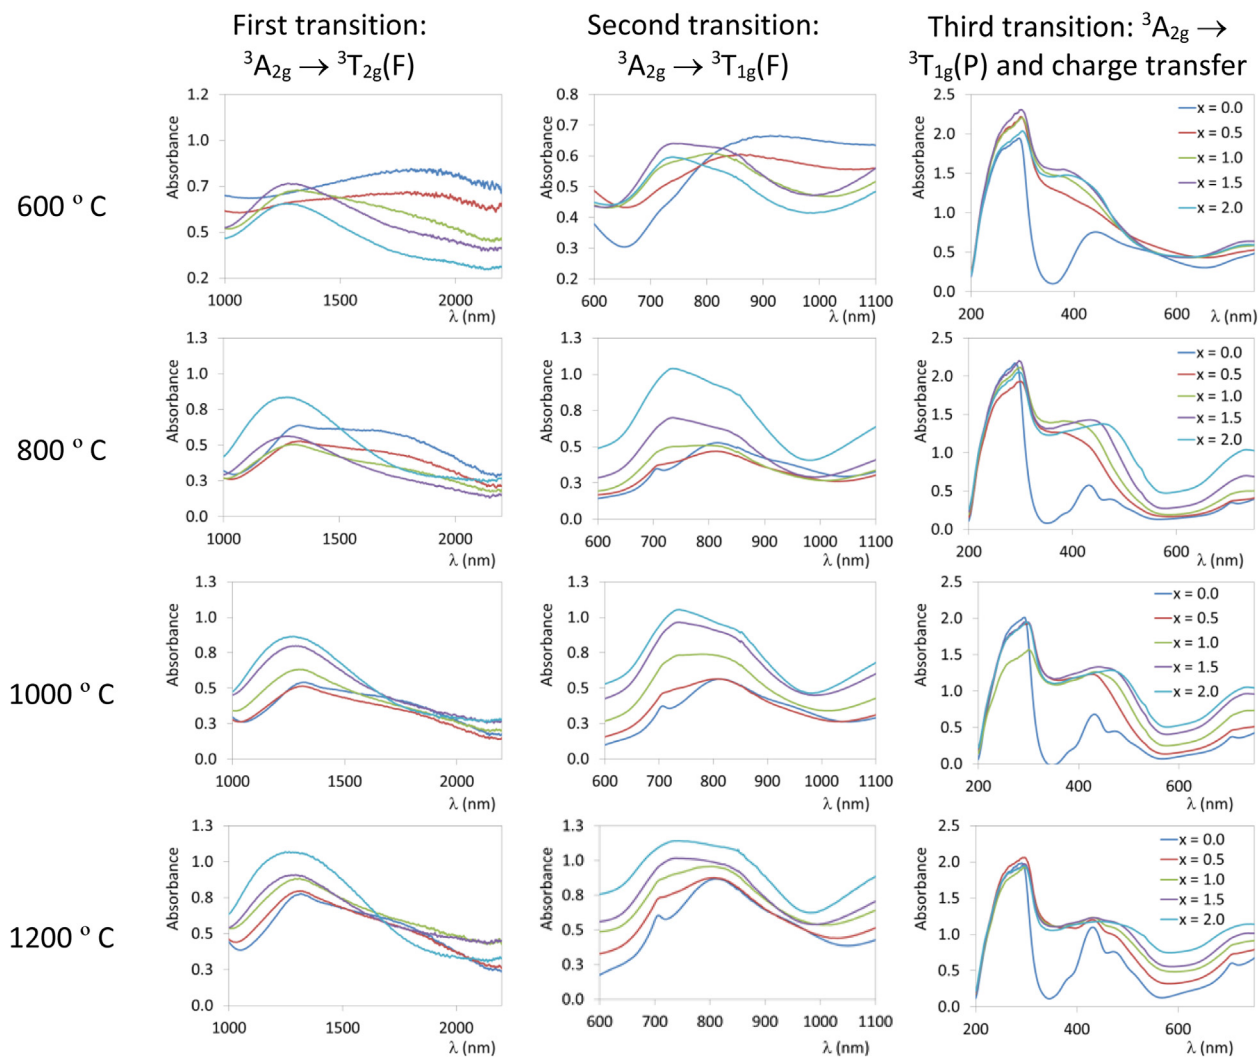 First transition:
³A₂g → ³T₂g(F)
Second transition:
³A₂g → ³T₁g(F)
Third transition: ³A₂g →
³T₁g(P) and charge transfer
600 º C
Absorbance
1.2
1.0
0.7
0.5
0.2
1000 1500 2000
λ (nm)
Absorbance
0.8
0.7
0.6
0.5
0.4
0.3
0.2
600 700 800 900 1000 1100
λ (nm)
Absorbance
2.5
2.0
1.5
1.0
0.5
0.0
200 400 600
λ (nm)
x = 0.0
x = 0.5
x = 1.0
x = 1.5
x = 2.0
800 º C
Absorbance
1.3
1.0
0.8
0.5
0.3
0.0
1000 1500 2000
λ (nm)
Absorbance
1.3
1.0
0.8
0.5
0.3
0.0
600 700 800 900 1000 1100
λ (nm)
Absorbance
2.5
2.0
1.5
1.0
0.5
0.0
200 400 600
λ (nm)
x = 0.0
x = 0.5
x = 1.0
x = 1.5
x = 2.0
1000 º C
Absorbance
1.3
1.0
0.8
0.5
0.3
0.0
1000 1500 2000
λ (nm)
Absorbance
1.3
1.0
0.8
0.5
0.3
0.0
600 700 800 900 1000 1100
λ (nm)
Absorbance
2.5
2.0
1.5
1.0
0.5
0.0
200 400 600
λ (nm)
x = 0.0
x = 0.5
x = 1.0
x = 1.5
x = 2.0
1200 º C
Absorbance
1.3
1.0
0.8
0.5
0.3
0.0
1000 1500 2000
λ (nm)
Absorbance
1.3
1.0
0.8
0.5
0.3
0.0
600 700 800 900 1000 1100
λ (nm)
Absorbance
2.5
2.0
1.5
1.0
0.5
0.0
200 400 600
λ (nm)
x = 0.0
x = 0.5
x = 1.0
x = 1.5
x = 2.0